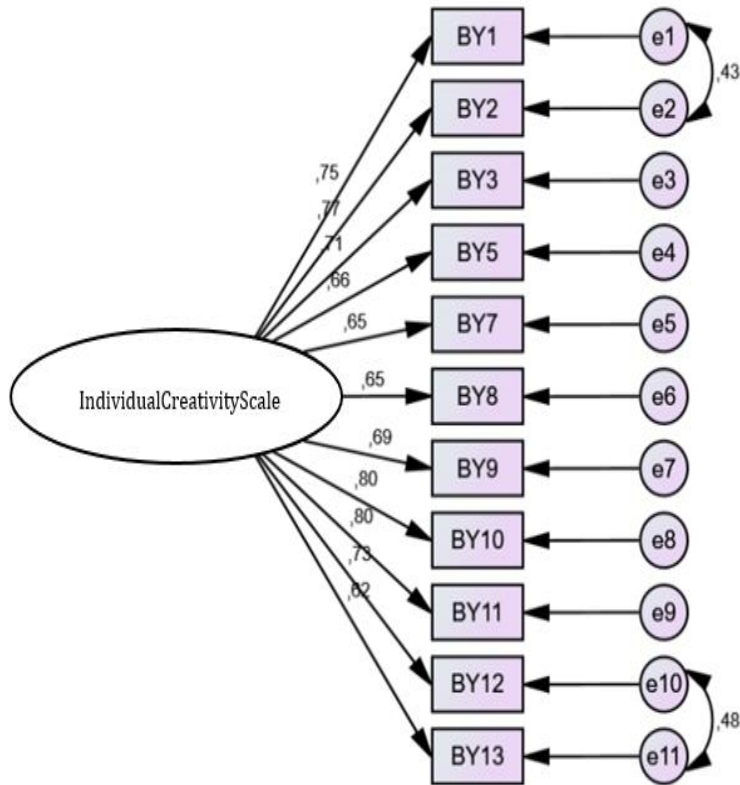 BY1
e1
,43
BY2
e2
,75
BY3
e3
,77
,71
BY5
e4
,66
,65
BY7
e5
IndividualCreativityScale
,65
BY8
e6
,69
BY9
e7
,80
BY10
e8
,80
,73
,62
BY11
e9
BY12
e10
,48
BY13
e11